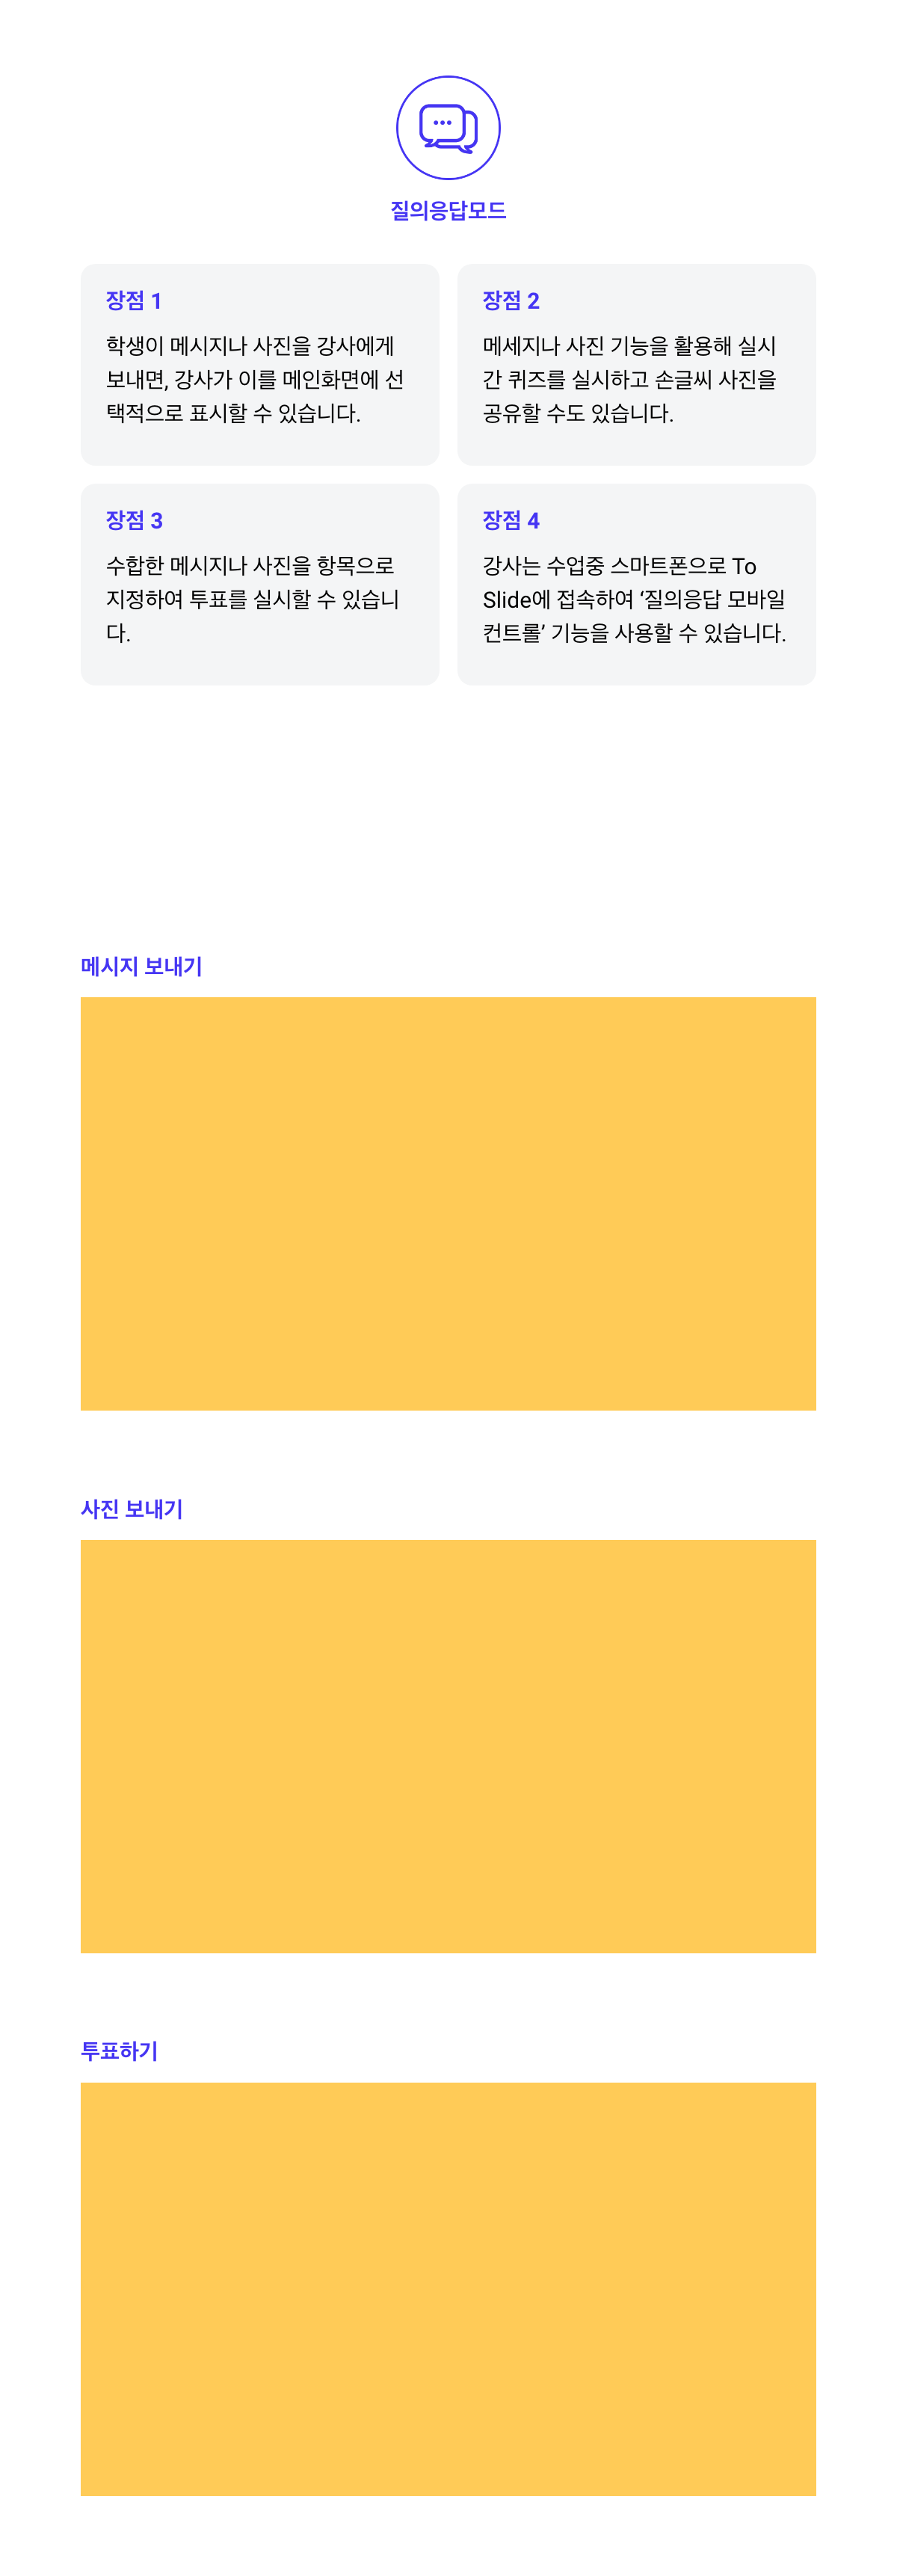 질의응답모드
장점 1
학생이 메시지나 사진을 강사에게
보내면, 강사가 이를 메인화면에 선
택적으로 표시할 수 있습니다.
장점 2
메세지나 사진 기능을 활용해 실시
간 퀴즈를 실시하고 손글씨 사진을
공유할 수도 있습니다.
장점 3
수합한 메시지나 사진을 항목으로
지정하여 투표를 실시할 수 있습니
다.
장점 4
강사는 수업중 스마트폰으로 To
Slide에 접속하여 ‘질의응답 모바일
컨트롤’ 기능을 사용할 수 있습니다.
메시지 보내기
사진 보내기
투표하기